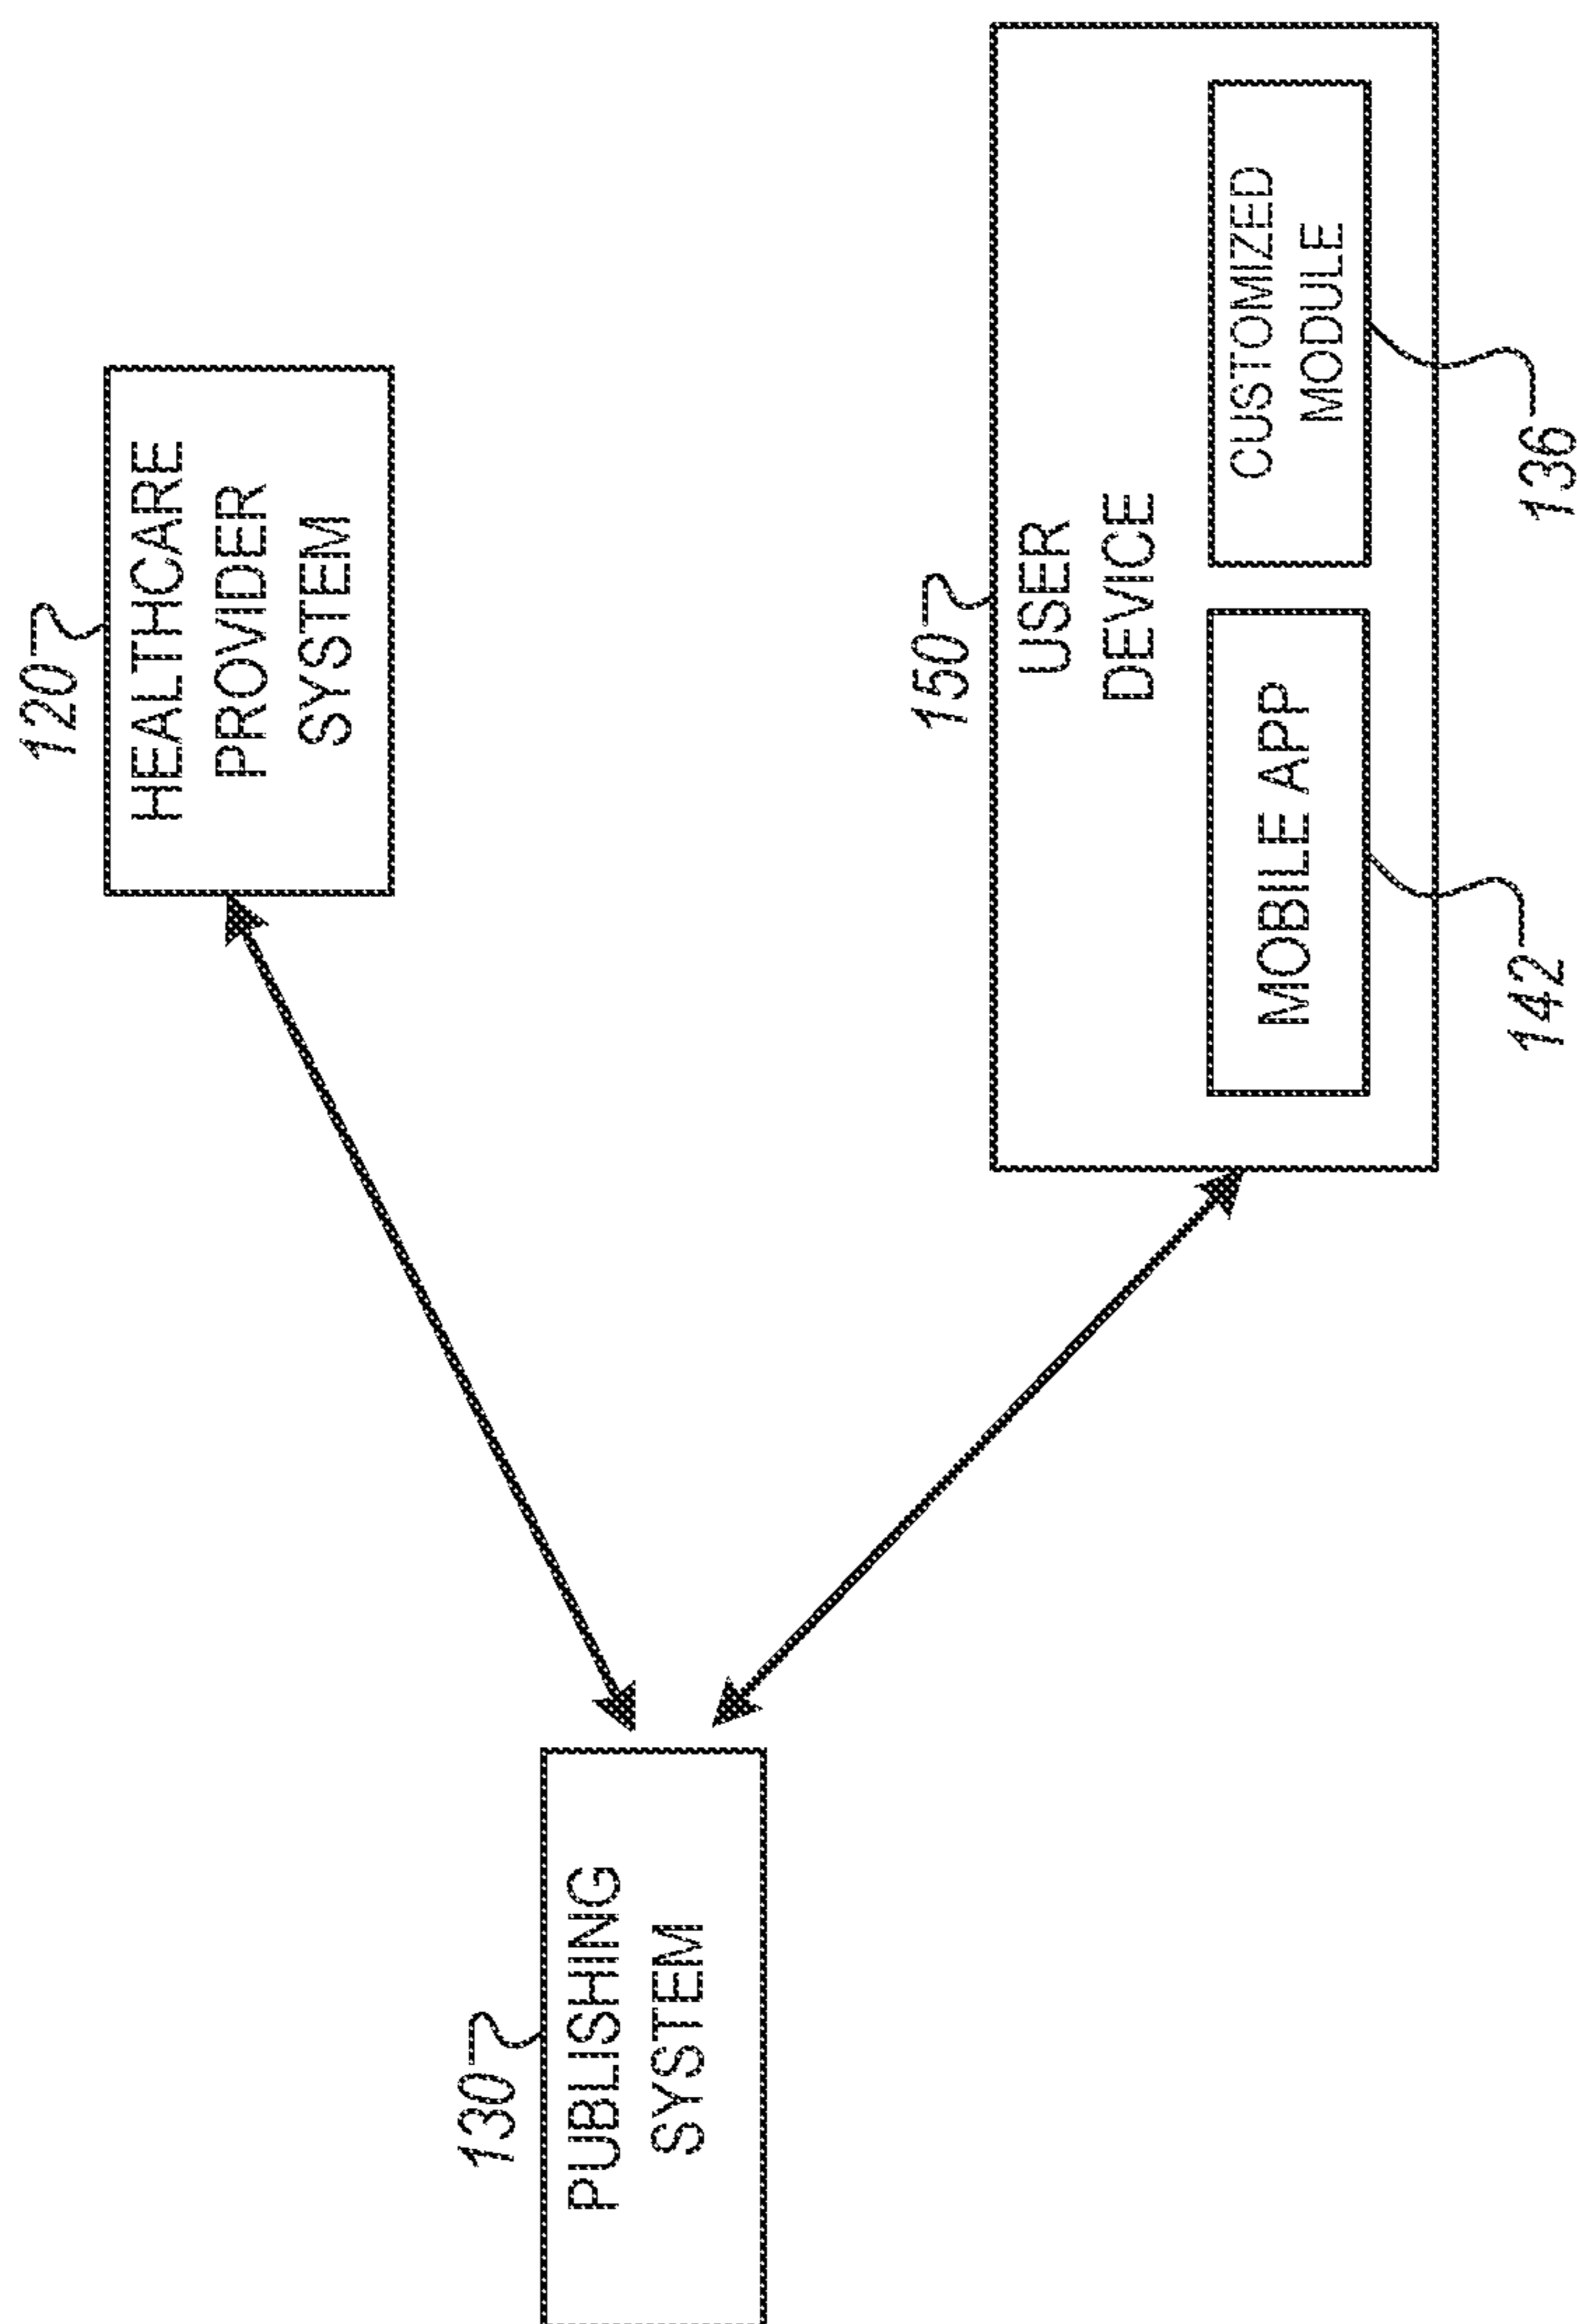 120
HEALTHCARE
PROVIDER
SYSTEM
130
PUBLISHING
SYSTEM
150
USER
DEVICE
MOBILE APP
CUSTOMIZED
MODULE
142
136